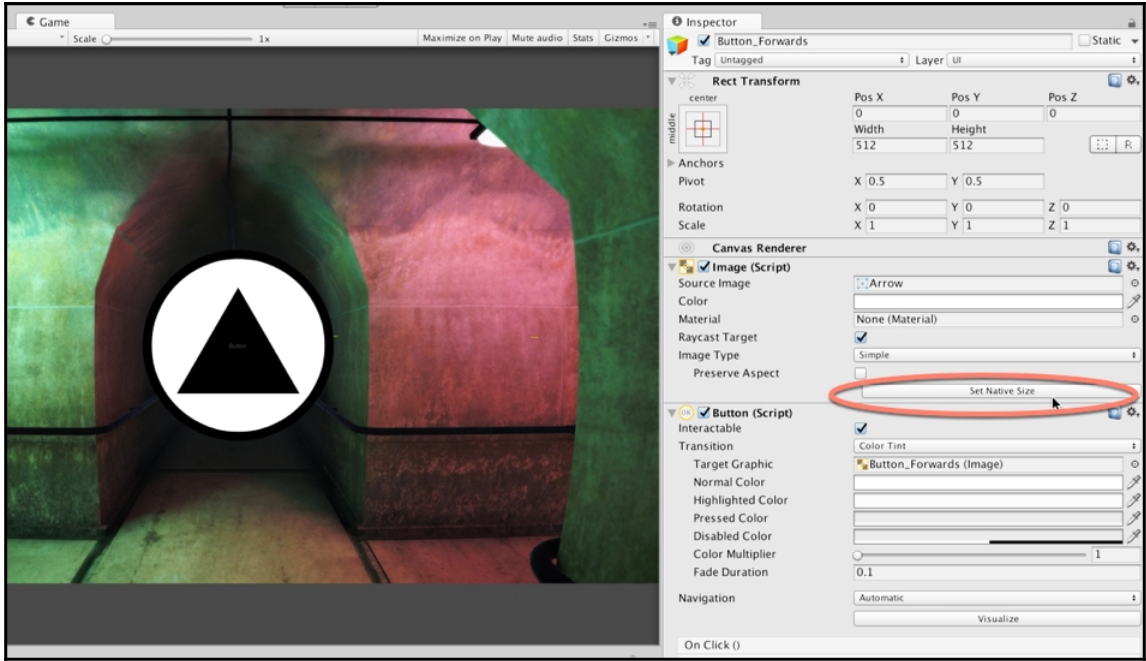 Game
Scale 1x Maximize on Play Mute audio Stats Gizmos
Button
Inspector
Button_Forwards Static
Tag Untagged Layer UI
Rect Transform
center
middle
Pos X Pos Y Pos Z
0 0 0
Width Height
512 512
R
Anchors
Pivot X 0.5 Y 0.5
Rotation X 0 Y 0 Z 0
Scale X 1 Y 1 Z 1
Canvas Renderer
Image (Script)
Source Image Arrow
Color
Material None (Material)
Raycast Target
Image Type Simple
Preserve Aspect
Set Native Size
OK Button (Script)
Interactable
Transition Color Tint
Target Graphic Button_Forwards (Image)
Normal Color
Highlighted Color
Pressed Color
Disabled Color
Color Multiplier 1
Fade Duration 0.1
Navigation Automatic
Visualize
On Click ()